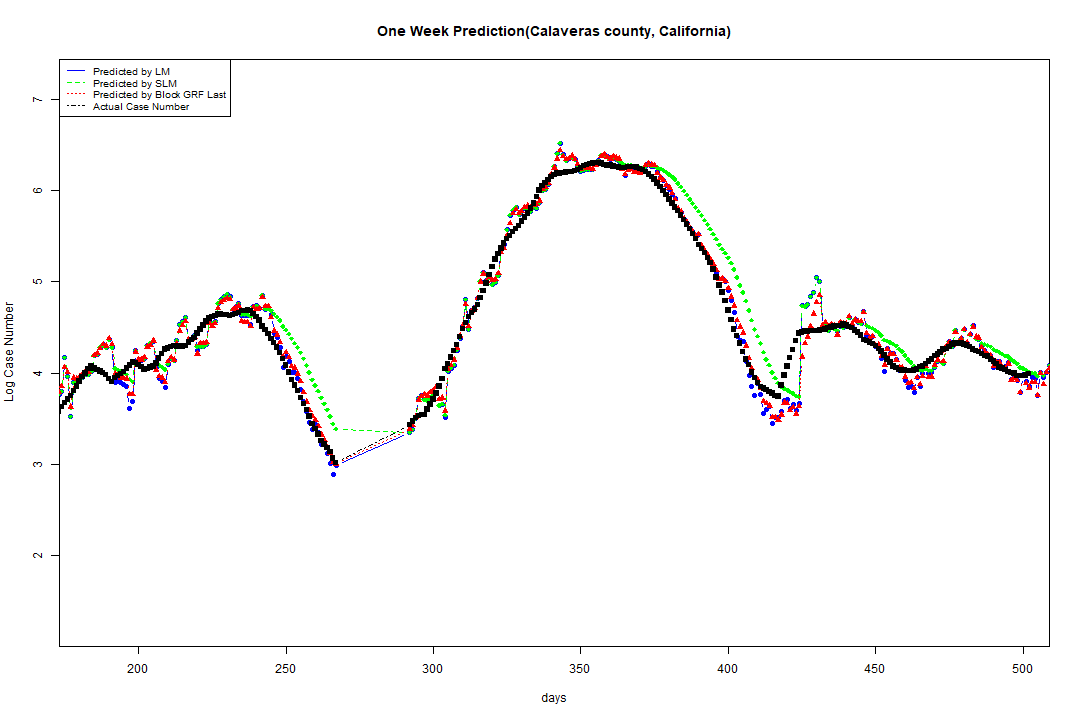 One Week Prediction(Calaveras county, California)
Predicted by LM
Predicted by SLM
Predicted by Block GRF Last
Actual Case Number
7
6
5
4
3
2
Log Case Number
200 250 300 350 400 450 500
days